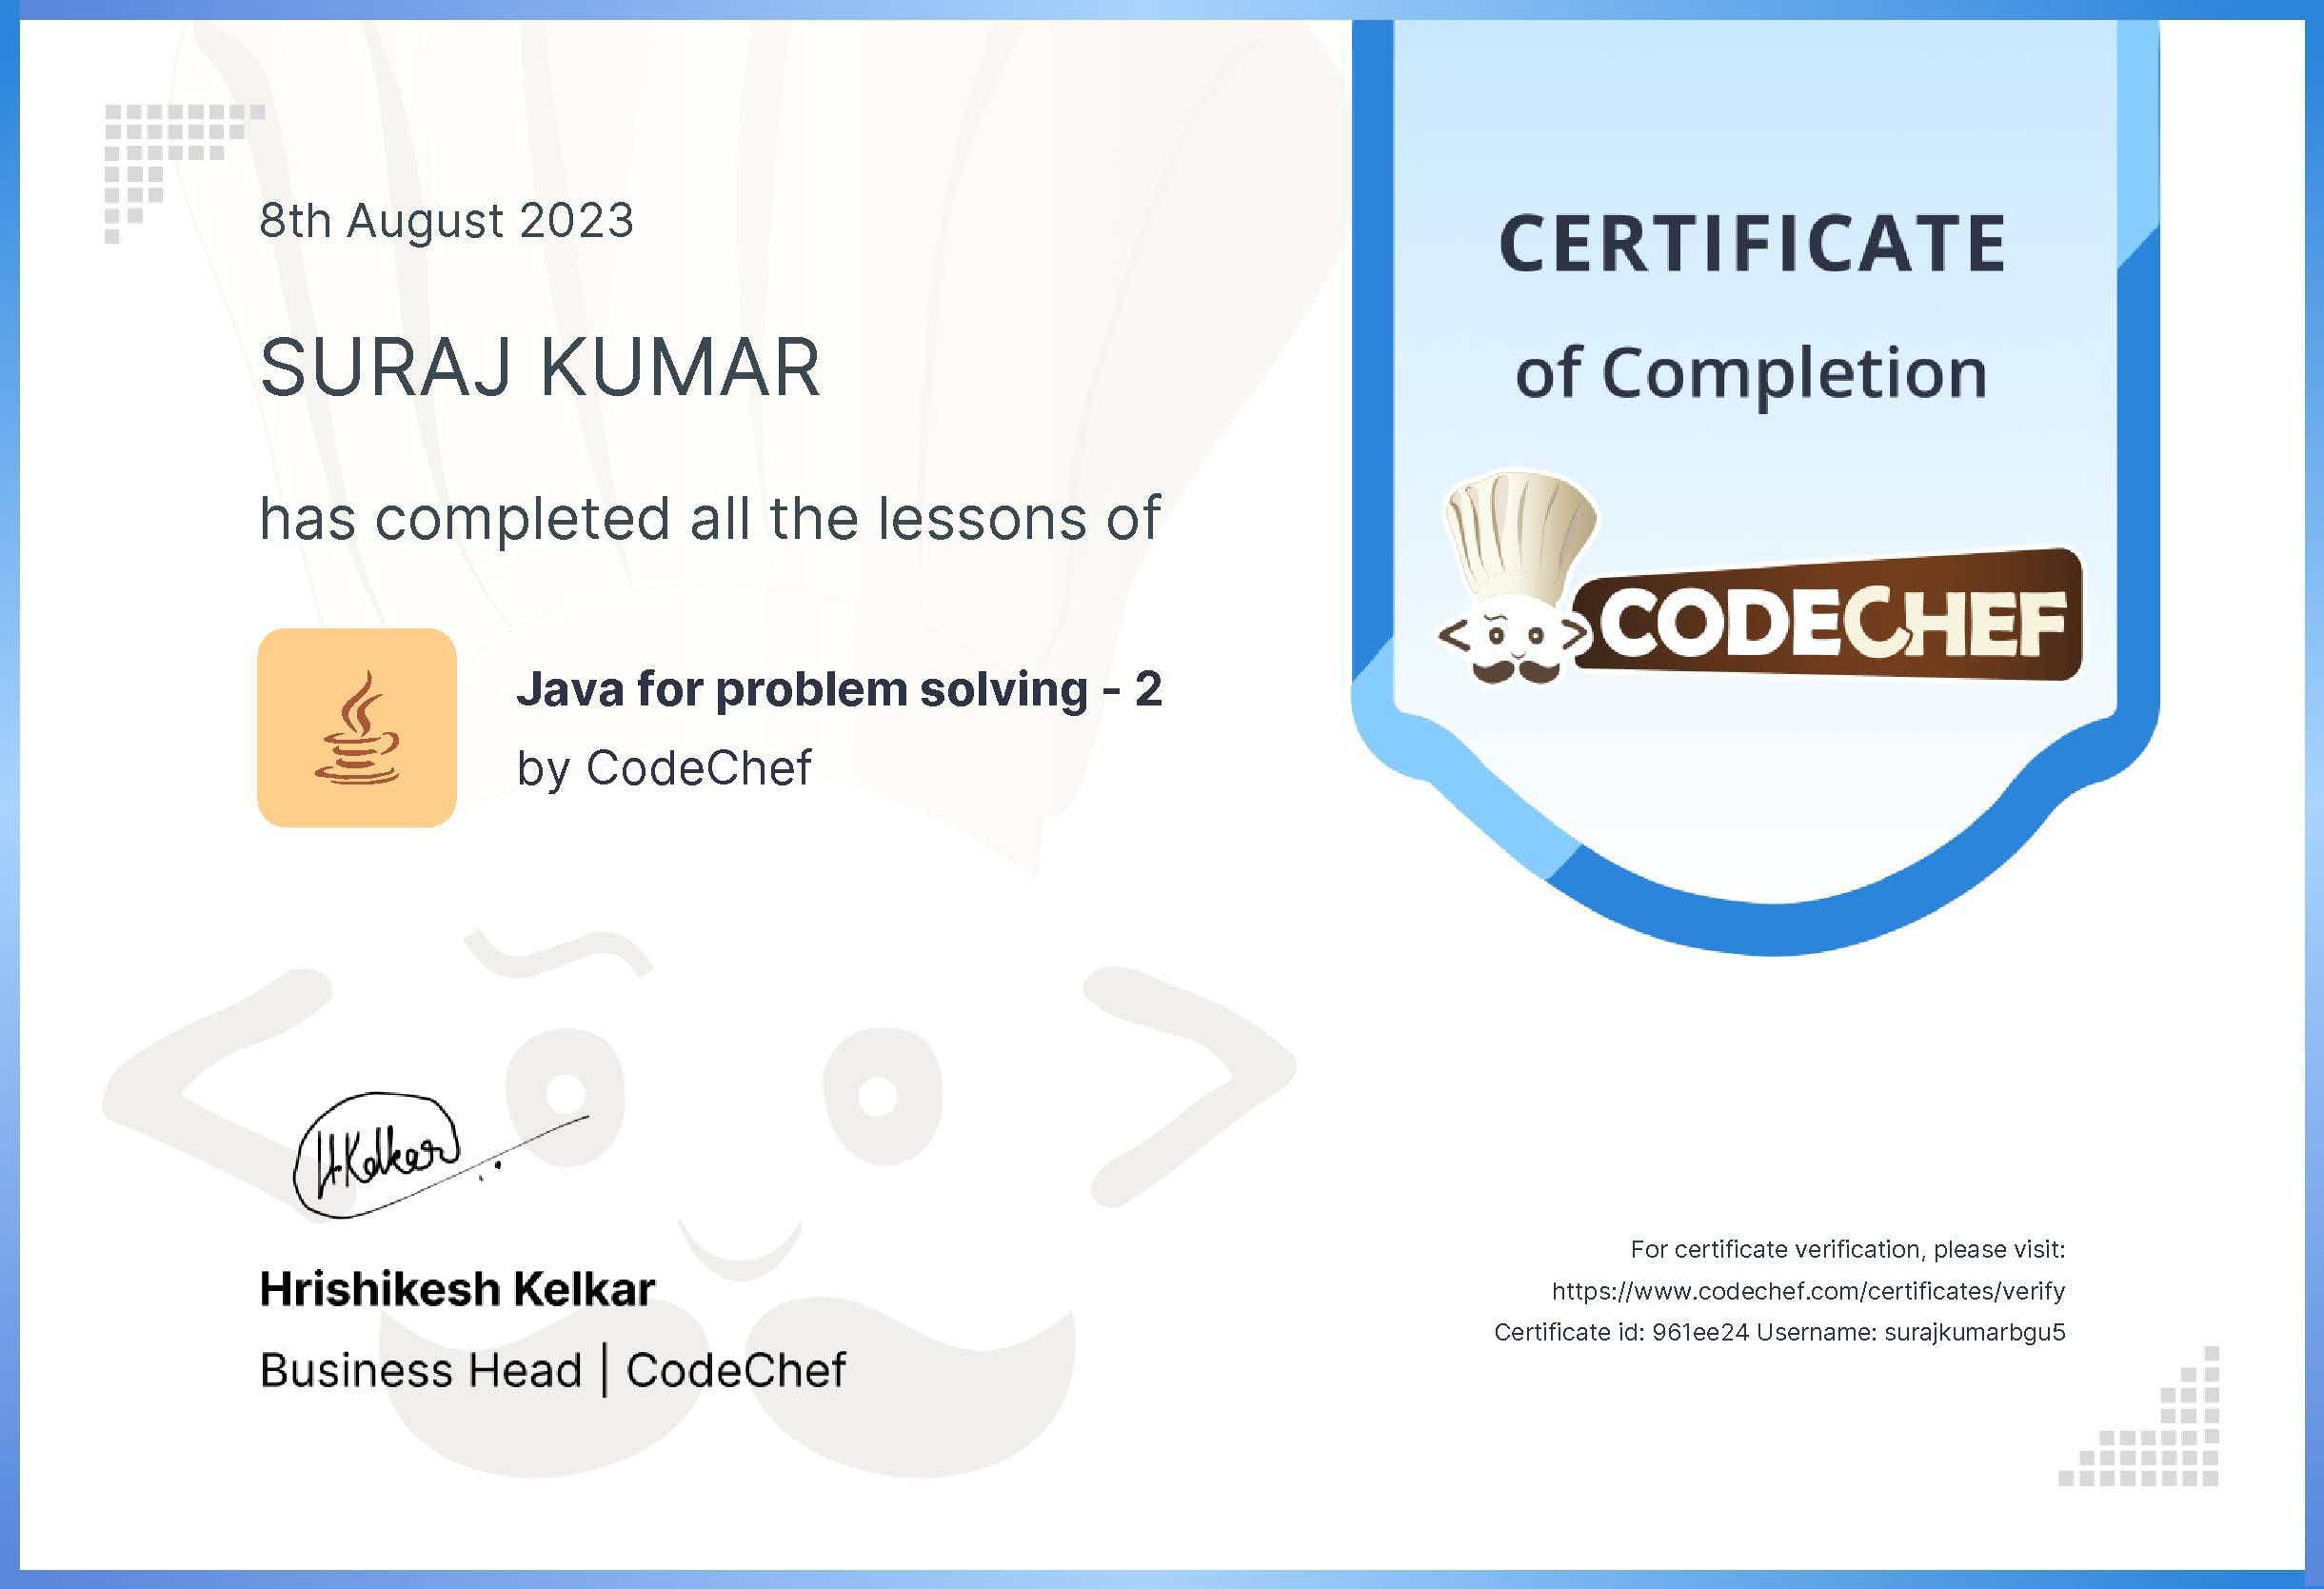 8th August 2023
SURAJ KUMAR
has completed all the lessons of
Java for problem solving - 2
by CodeChef
HKelkar
Hrishikesh Kelkar
Business Head | CodeChef
CERTIFICATE
of Completion
CODECHEF
For certificate verification, please visit:
https://www.codechef.com/certificates/verify
Certificate id: 961ee24 Username: surajkumarbgu5